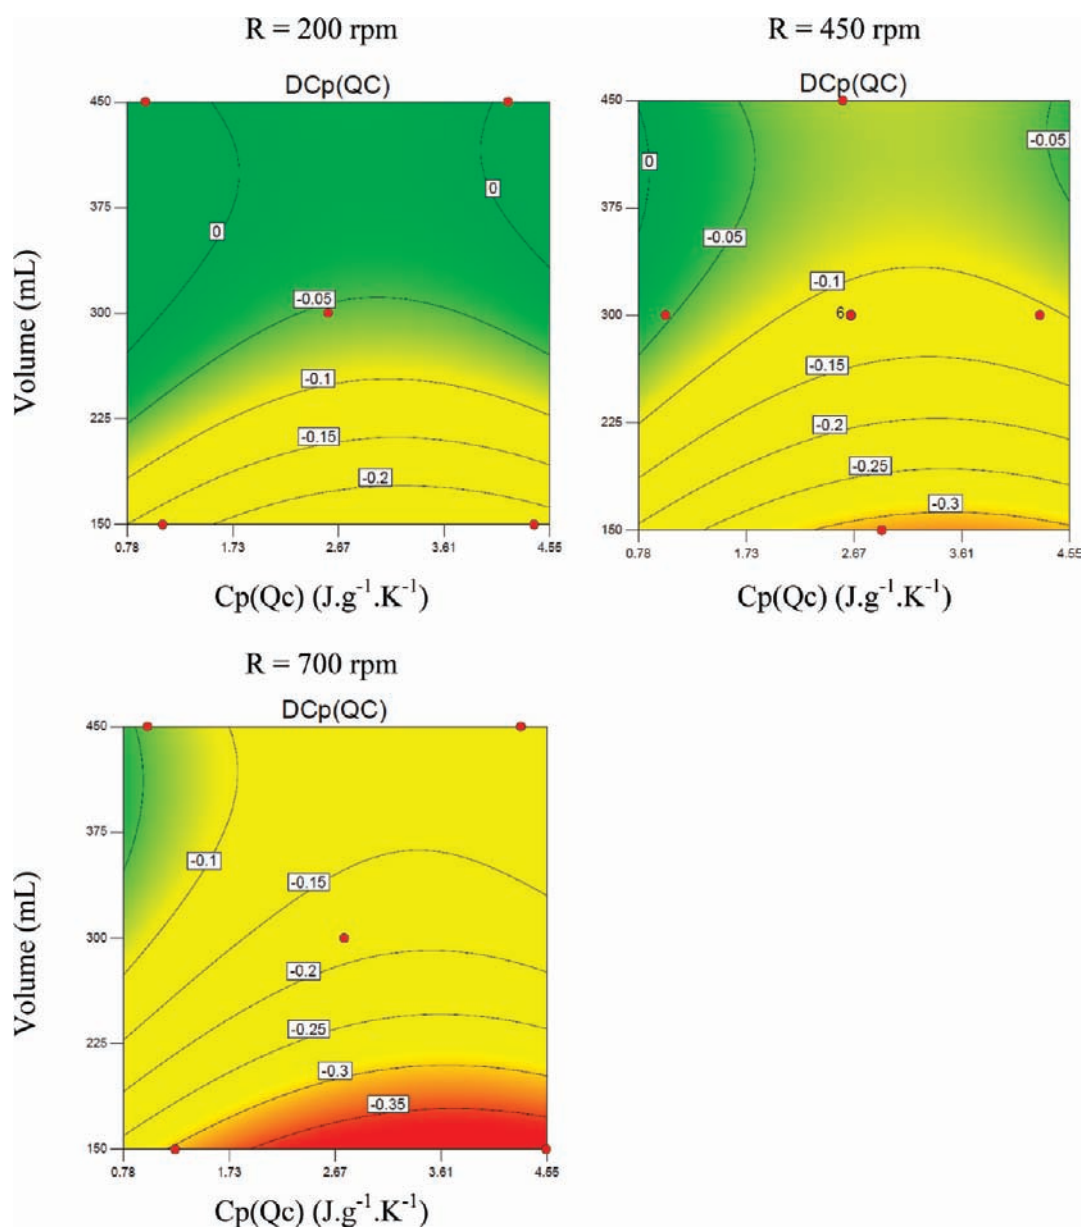 R = 200 rpm
DCp(QC)
450
375
300
225
150
0
0
-0.05
-0.1
-0.15
-0.2
0.78 1.73 2.67 3.61 4.55
Volume (mL)
Cp(Qc) (J.g⁻¹.K⁻¹)
R = 450 rpm
DCp(QC)
450
375
300
225
150
0
-0.05
-0.05
-0.1
6
-0.15
-0.2
-0.25
-0.3
0.78 1.73 2.67 3.61 4.55
Cp(Qc) (J.g⁻¹.K⁻¹)
R = 700 rpm
DCp(QC)
450
375
300
225
150
-0.1
-0.15
-0.2
-0.25
-0.3
-0.35
0.78 1.73 2.67 3.61 4.55
Volume (mL)
Cp(Qc) (J.g⁻¹.K⁻¹)